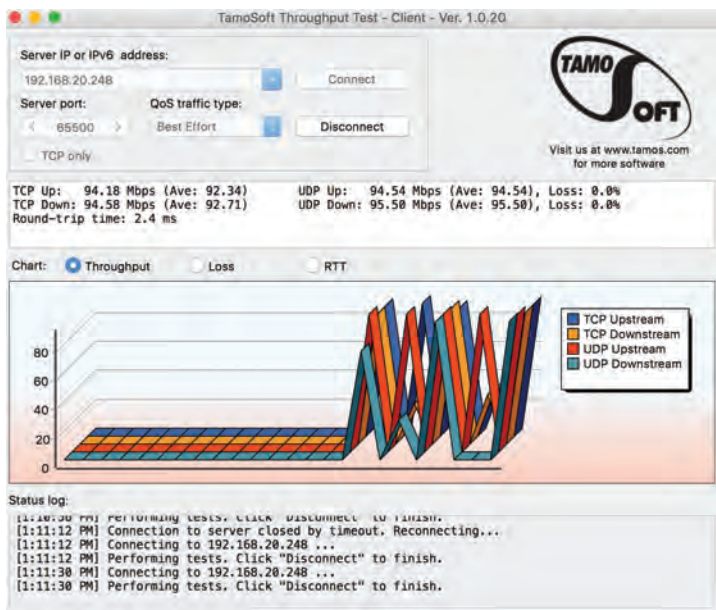 TamoSoft Throughput Test - Client - Ver. 1.0.20
Server IP or IPv6 address:
192.168.20.248
Connect
Server port:
QoS traffic type:
< 65500 >
Best Effort
Disconnect
TCP only
TAMO
SOFT
Visit us at www.tamos.com
for more software
TCP Up: 94.18 Mbps (Ave: 92.34) UDP Up: 94.54 Mbps (Ave: 94.54), Loss: 0.0%
TCP Down: 94.58 Mbps (Ave: 92.71) UDP Down: 95.50 Mbps (Ave: 95.50), Loss: 0.0%
Round-trip time: 2.4 ms
Chart: Throughput Loss RTT
TCP Upstream
TCP Downstream
UDP Upstream
UDP Downstream
80
60
40
20
0
Status log:
Performing tests. Click "Disconnect" to finish.
[1:11:12 PM] Connection to server closed by timeout. Reconnecting...
[1:11:12 PM] Connecting to 192.168.20.248 ...
[1:11:12 PM] Performing tests. Click "Disconnect" to finish.
[1:11:30 PM] Connecting to 192.168.20.248 ...
[1:11:30 PM] Performing tests. Click "Disconnect" to finish.